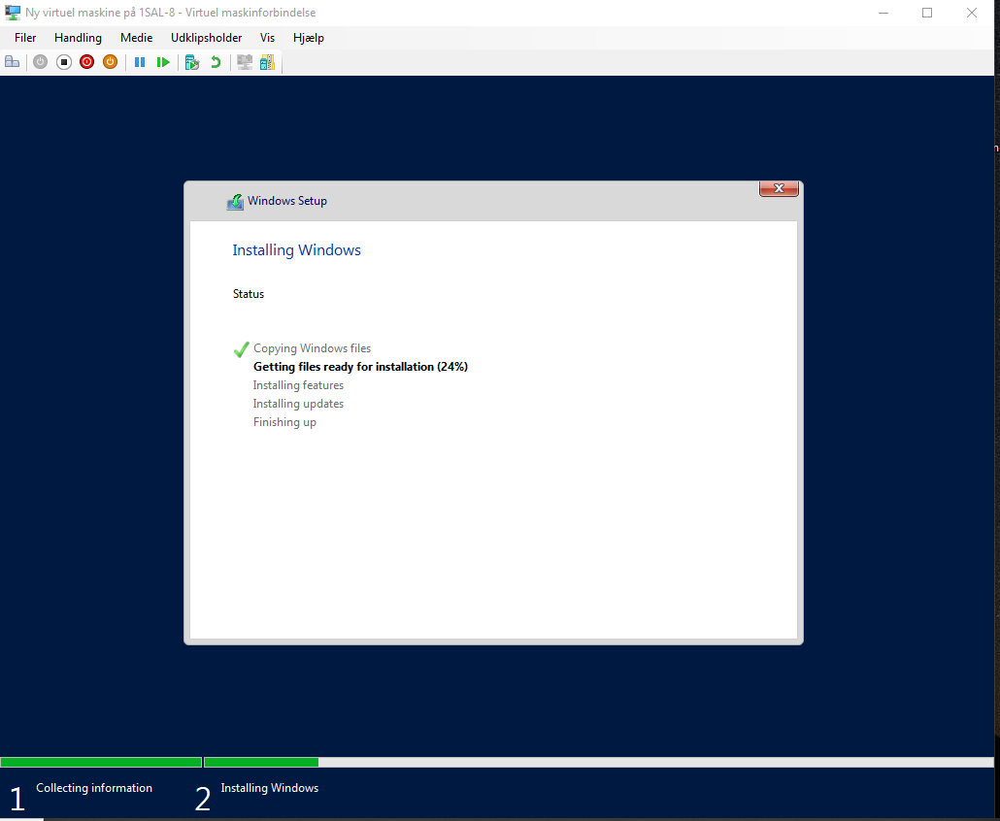 Ny virtuel maskine på 1SAL-8 - Virtuel maskinforbindelse
Filer Handling Medie Udklipsholder Vis Hjælp
Windows Setup
Installing Windows
Status
Copying Windows files
Getting files ready for installation (24%)
Installing features
Installing updates
Finishing up
1 Collecting information 2 Installing Windows